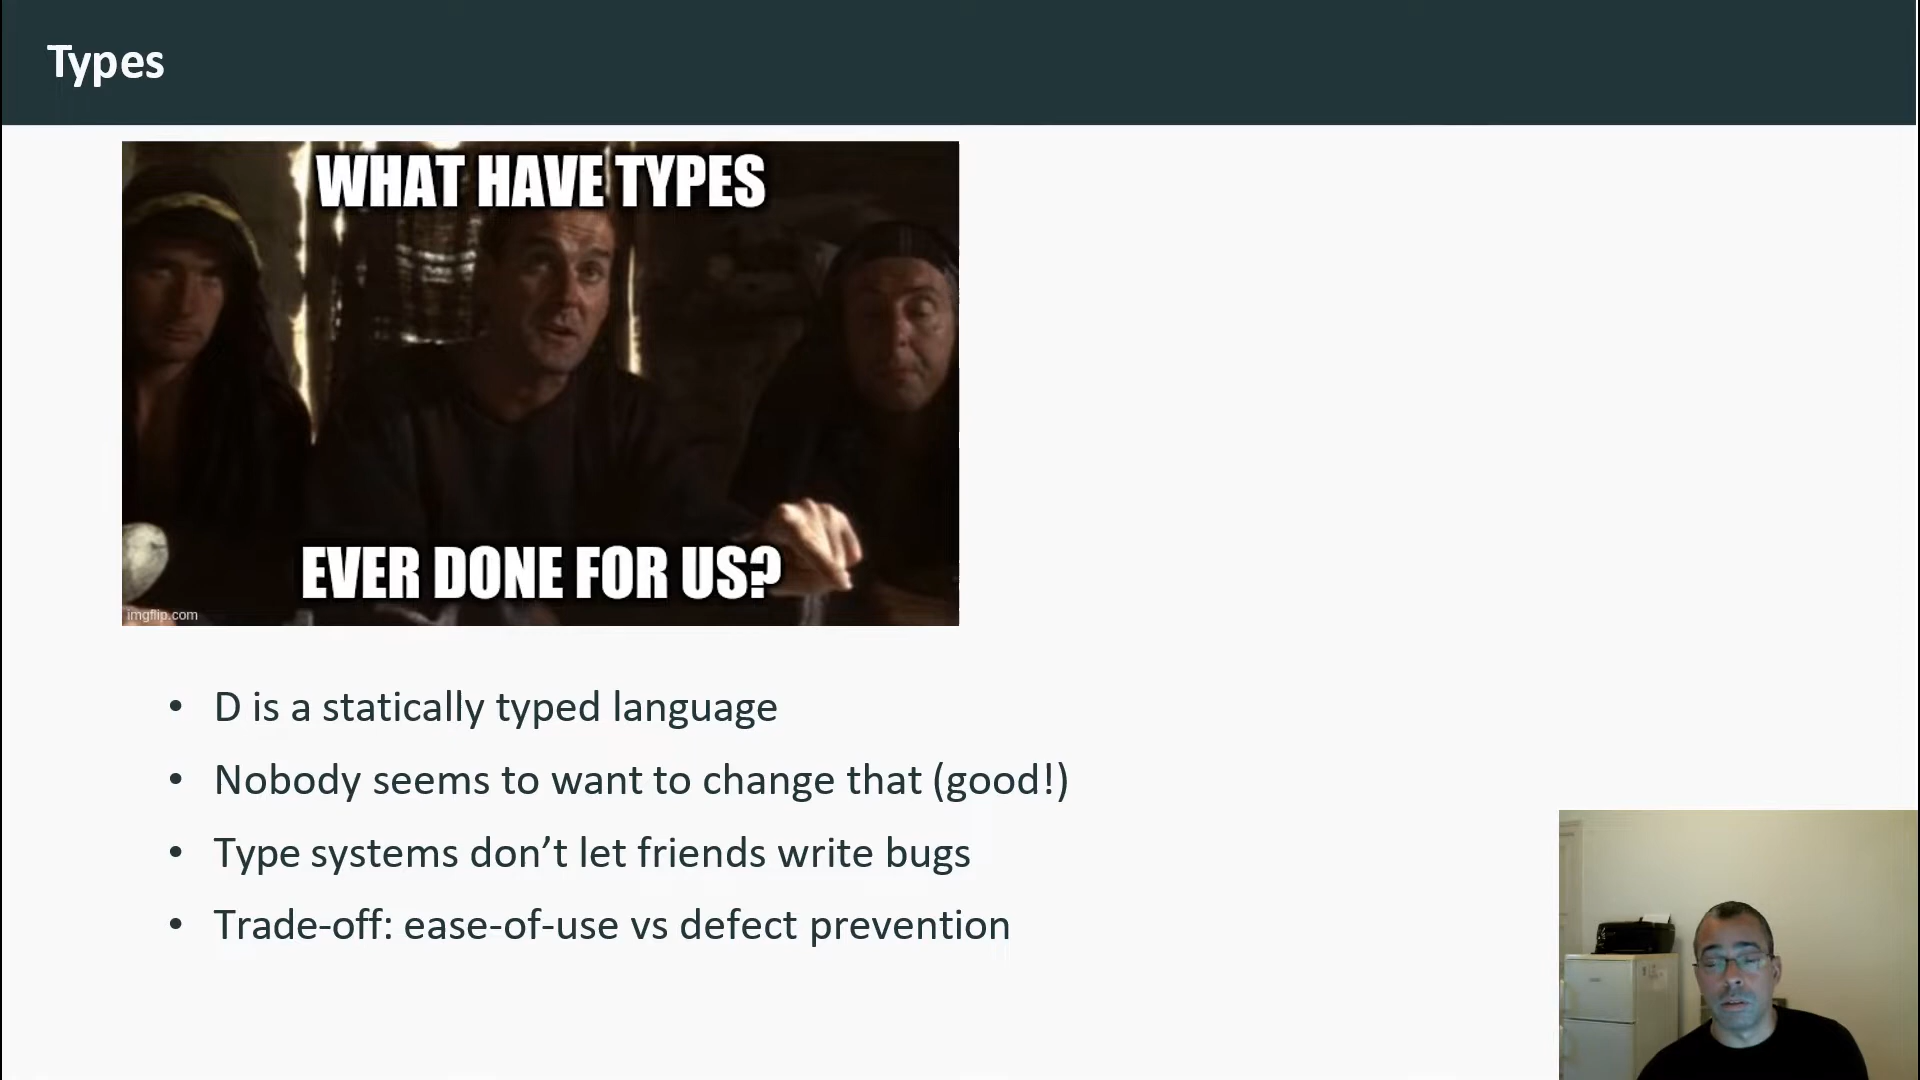 Types
WHAT HAVE TYPES
EVER DONE FOR US?
imgflip.com
• D is a statically typed language
• Nobody seems to want to change that (good!)
• Type systems don’t let friends write bugs
• Trade-off: ease-of-use vs defect prevention